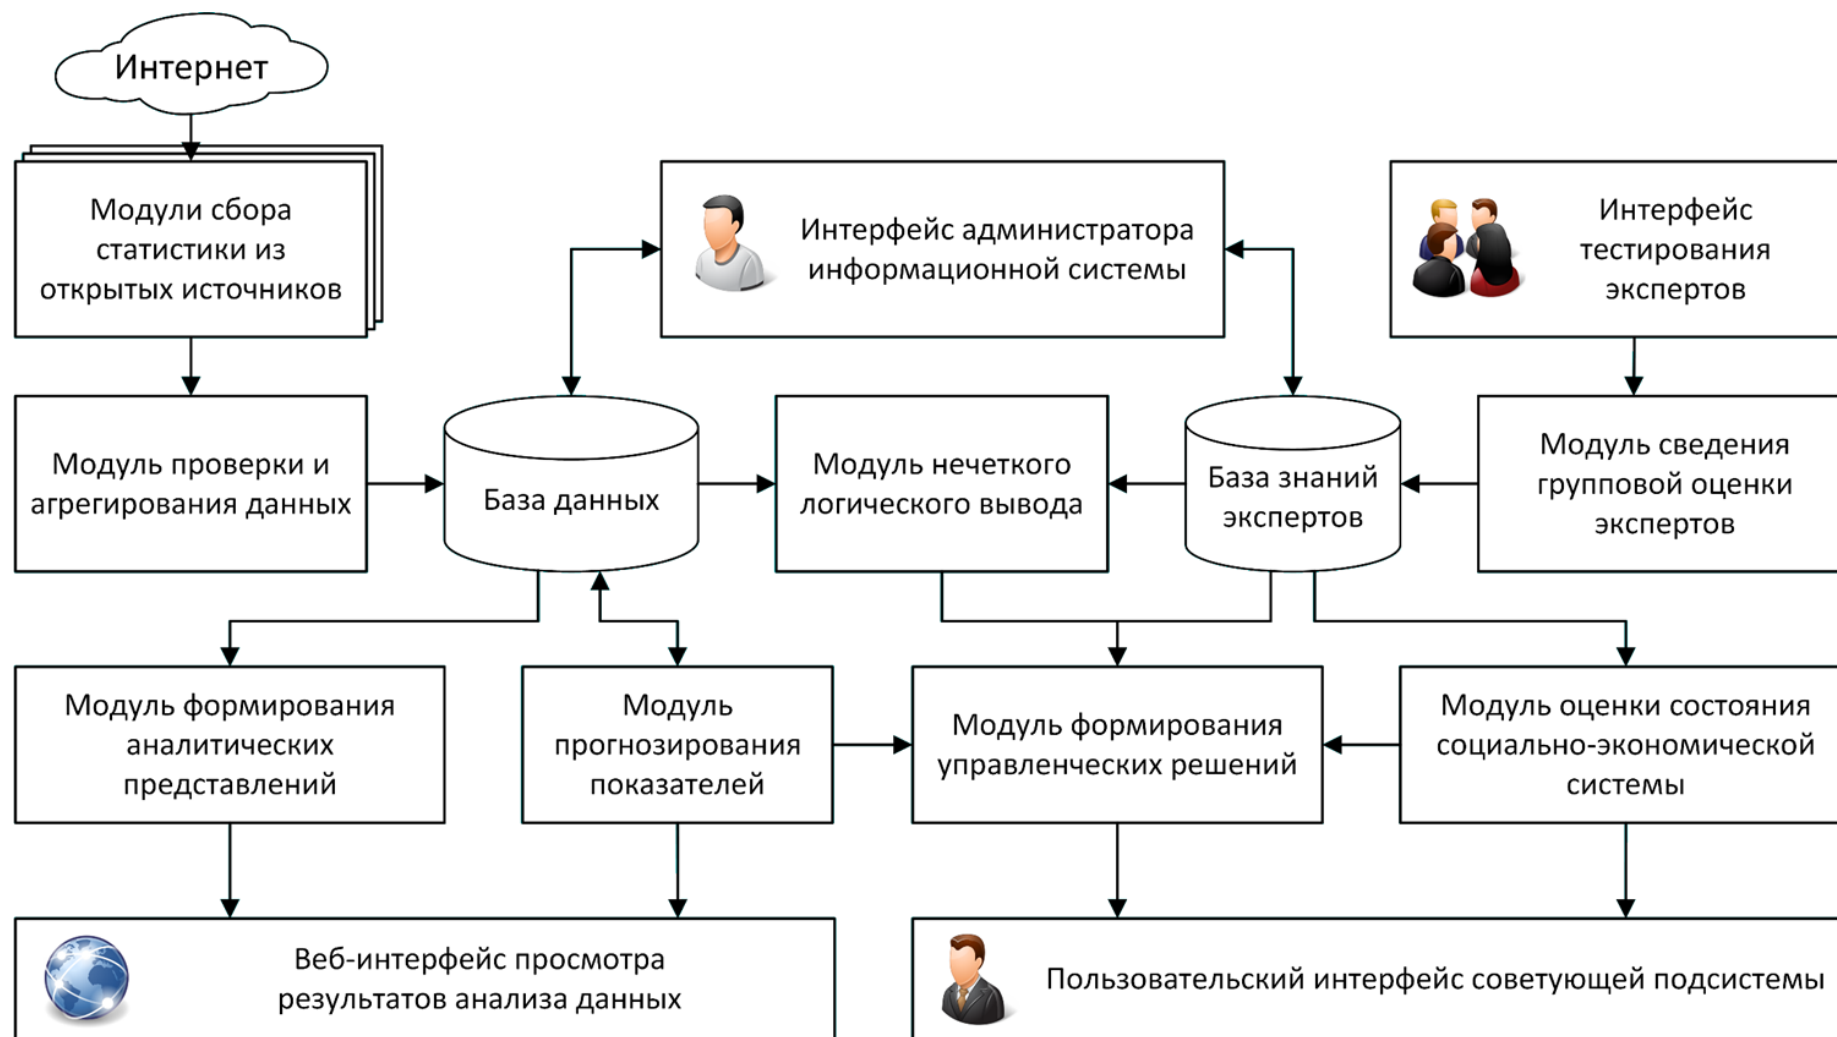 Интернет
Модули сбора
статистики из
открытых источников
Интерфейс администратора
информационной системы
Интерфейс
тестирования
экспертов
Модуль проверки и
агрегирования данных
База данных
Модуль нечеткого
логического вывода
База знаний
экспертов
Модуль сведения
групповой оценки
экспертов
Модуль формирования
аналитических
представлений
Модуль
прогнозирования
показателей
Модуль формирования
управленческих решений
Модуль оценки состояния
социально-экономической
системы
Веб-интерфейс просмотра
результатов анализа данных
Пользовательский интерфейс советующей подсистемы